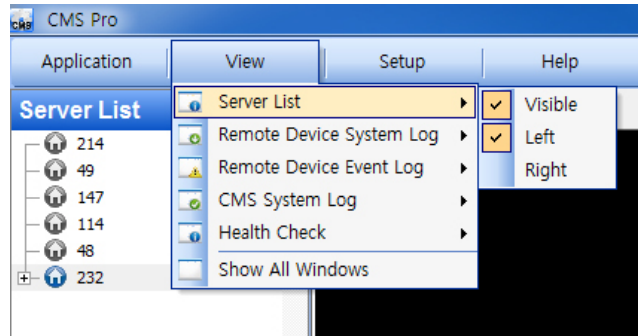 CMS CMS Pro
Application View Setup Help
Server List
214
49
147
114
48
232
Server List
Remote Device System Log
Remote Device Event Log
CMS System Log
Health Check
Show All Windows
Visible
Left
Right